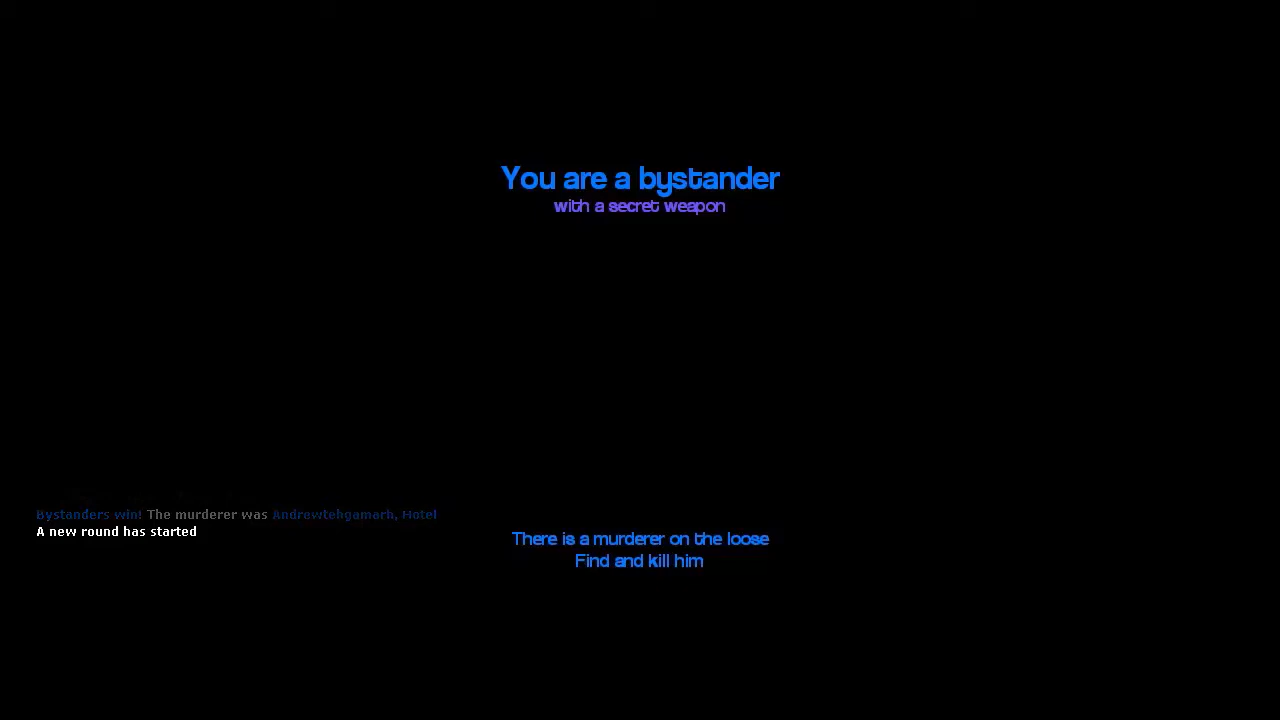 You are a bystander
with a secret weapon
Bystanders win! The murderer was Andrewtehgamarh, Hotel
A new round has started
There is a murderer on the loose
Find and kill him